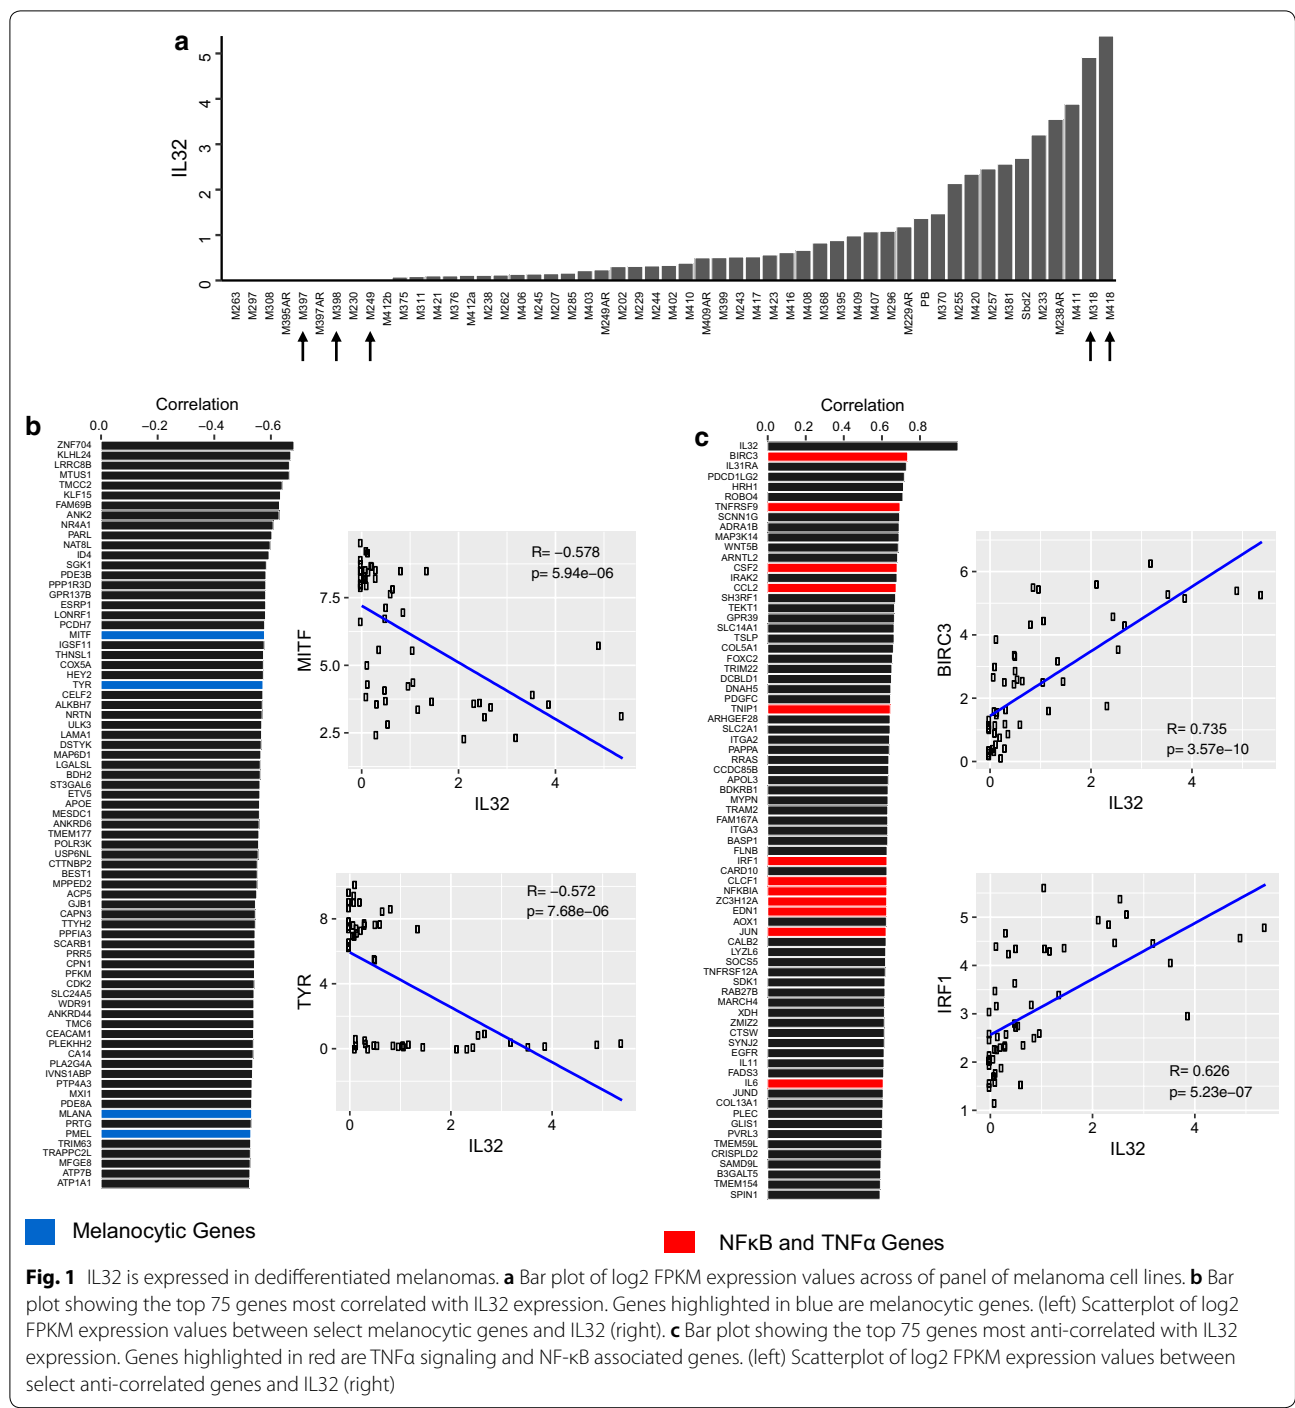 a
IL32
0 1 2 3 4 5
M263 M297 M308 M395AR M397 M397AR M398 M230 M249 M412b M375 M311 M421 M376 M412a M238 M262 M406 M245 M207 M285 M403 M249AR M202 M229 M244 M402 M410 M409AR M399 M243 M417 M423 M416 M408 M368 M395 M409 M407 M296 M229AR PB M370 M255 M420 M257 M381 Sbcl2 M233 M238AR M411 M318 M418
b
Correlation
0.0 −0.2 −0.4 −0.6
ZNF704
KLHL24
LRRC8B
MTUS1
TMCC2
KLF15
FAM69B
ANK2
NR4A1
PARL
NAT8L
ID4
SGK1
PDE3B
PPP1R3D
GPR137B
ESRP1
LONRF1
PCDH7
MITF
IGSF11
THNSL1
COX5A
HEY2
TYR
CELF2
ALKBH7
NRTN
ULK3
LAMA1
DSTYK
MAP6D1
LGALSL
BDH2
ST3GAL6
ETV5
APOE
MESDC1
ANKRD6
TMEM177
POLR3K
USP6NL
CTTNBP2
BEST1
MPPED2
ACP5
GJB1
CAPN3
TTYH2
PPFIA3
SCARB1
PRR5
CPN1
PFKM
CDK2
SLC24A5
WDR91
ANKRD44
TMC6
CEACAM1
PLEKHH2
CA14
PLA2G4A
IVNS1ABP
PTP4A3
MXI1
PDE8A
MLANA
PRTG
PMEL
TRIM63
TRAPPC2L
MFGE8
ATP7B
ATP1A1
MITF
7.5
5.0
2.5
R= −0.578
p= 5.94e−06
0 2 4
IL32
TYR
8
4
0
R= −0.572
p= 7.68e−06
0 2 4
IL32
Melanocytic Genes
c
Correlation
0.0 0.2 0.4 0.6 0.8
IL32
BIRC3
IL31RA
PDCD1LG2
HRH1
ROBO4
TNFRSF9
SCNN1G
ADRA1B
MAP3K14
WNT5B
ARNTL2
CSF2
IRAK2
CCL2
SH3RF1
TEKT1
GPR39
SLC14A1
TSLP
COL5A1
FOXC2
TRIM22
DCBLD1
DNAH5
PDGFC
TNIP1
ARHGEF28
SLC2A1
ITGA2
PAPPA
RRAS
CCDC85B
APOL3
BDKRB1
MYPN
TRAM2
FAM167A
ITGA3
BASP1
FLNB
IRF1
CARD10
CLCF1
NFKBIA
ZC3H12A
EDN1
AOX1
JUN
CALB2
LYZL6
SOCS5
TNFRSF12A
SDK1
RAB27B
MARCH4
XDH
ZMIZ2
CTSW
SYNJ2
EGFR
IL11
FADS3
IL6
JUND
COL13A1
PLEC
GLIS1
PVRL3
TMEM59L
CRISPLD2
SAMD9L
B3GALT5
TMEM154
SPIN1
BIRC3
6
4
2
0
R= 0.735
p= 3.57e−10
0 2 4
IL32
IRF1
5
4
3
2
1
R= 0.626
p= 5.23e−07
0 2 4
IL32
NFκB and TNFα Genes
Fig. 1 IL32 is expressed in dedifferentiated melanomas. a Bar plot of log2 FPKM expression values across of panel of melanoma cell lines. b Bar
plot showing the top 75 genes most correlated with IL32 expression. Genes highlighted in blue are melanocytic genes. (left) Scatterplot of log2
FPKM expression values between select melanocytic genes and IL32 (right). c Bar plot showing the top 75 genes most anti-correlated with IL32
expression. Genes highlighted in red are TNFα signaling and NF-κB associated genes. (left) Scatterplot of log2 FPKM expression values between
select anti-correlated genes and IL32 (right)